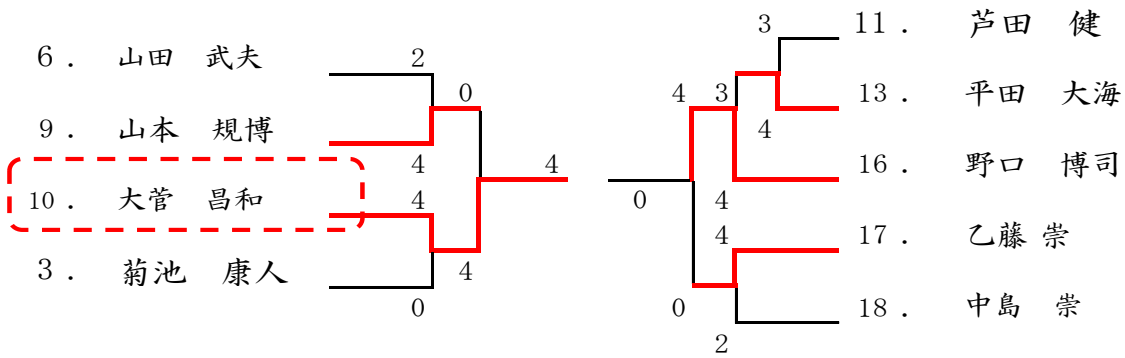 6．　山田　武夫
9．　山本　規博
10．　大菅　昌和
3．　菊池　康人
2
0
4
4
4
4
0
3
4
3
4
0
4
4
0
2
11．　芦田　健
13．　平田　大海
16．　野口　博司
17．　乙藤 崇
18．　中島　崇